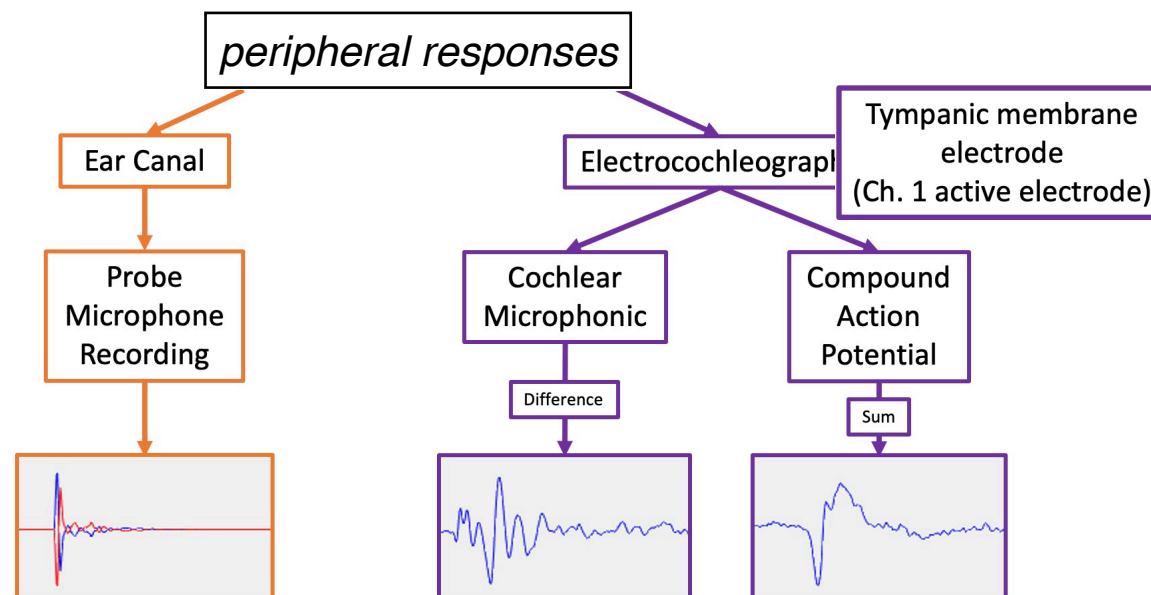 peripheral responses
Ear Canal
Electrocochleograph
Tympanic membrane
electrode
(Ch. 1 active electrode)
Probe
Microphone
Recording
Cochlear
Microphonic
Compound
Action
Potential
Difference
Sum